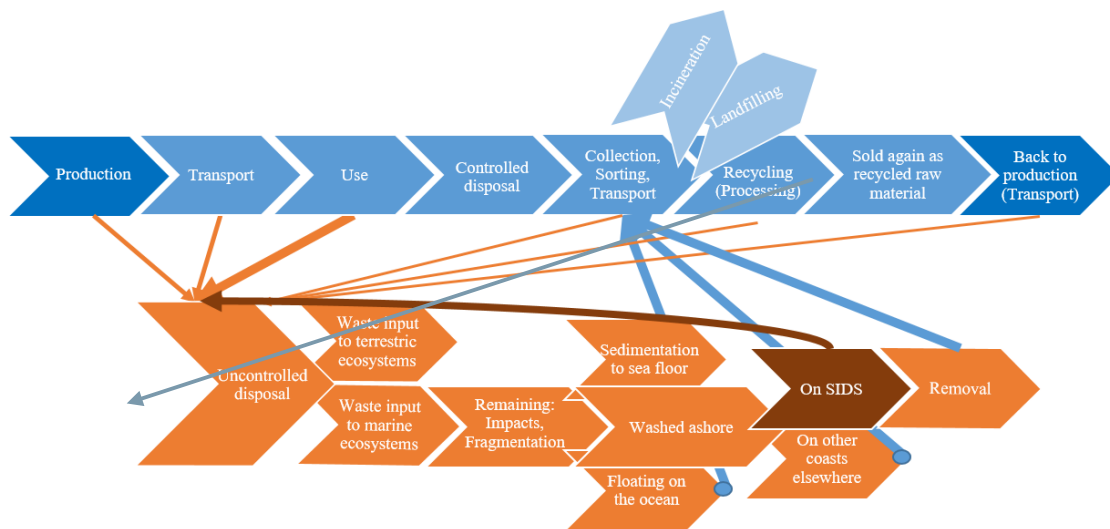 Incineration
Landfilling
Production
Transport
Use
Controlled
disposal
Collection,
Sorting,
Transport
Recycling
(Processing)
Sold again as
recycled raw
material
Back to
production
(Transport)
Uncontrolled
disposal
Waste input
to terrestric
ecosystems
Waste input
to marine
ecosystems
Remaining:
Impacts,
Fragmentation
Sedimentation
to sea floor
Washed ashore
Floating on
the ocean
On SIDS
On other
coasts
elsewhere
Removal